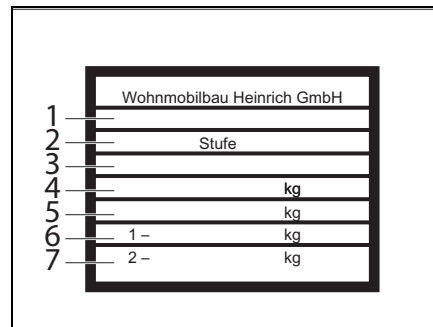 Wohnmobilbau Heinrich GmbH
1
2 Stufe
3
4 kg
5 kg
6 1 – kg
7 2 – kg